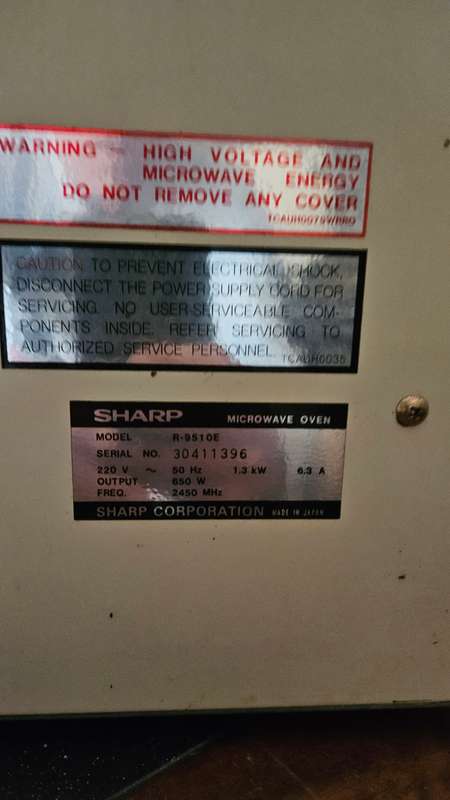 WARNING - HIGH VOLTAGE AND
MICROWAVE ENERGY
DO NOT REMOVE ANY COVER
CAUTION TO PREVENT ELECTRICAL SHOCK,
DISCONNECT THE POWER SUPPLY CORD FOR
SERVICING. NO USER-SERVICEABLE COM-
PONENTS INSIDE. REFER SERVICING TO
AUTHORIZED SERVICE PERSONNEL.
TCAUH0035
SHARP MICROWAVE OVEN
MODEL R-9510E
SERIAL NO. 30411396
220 V ~ 50 Hz 1.3 kW 6.3 A
OUTPUT 650 W
FREQ. 2450 MHz
SHARP CORPORATION MADE IN JAPAN